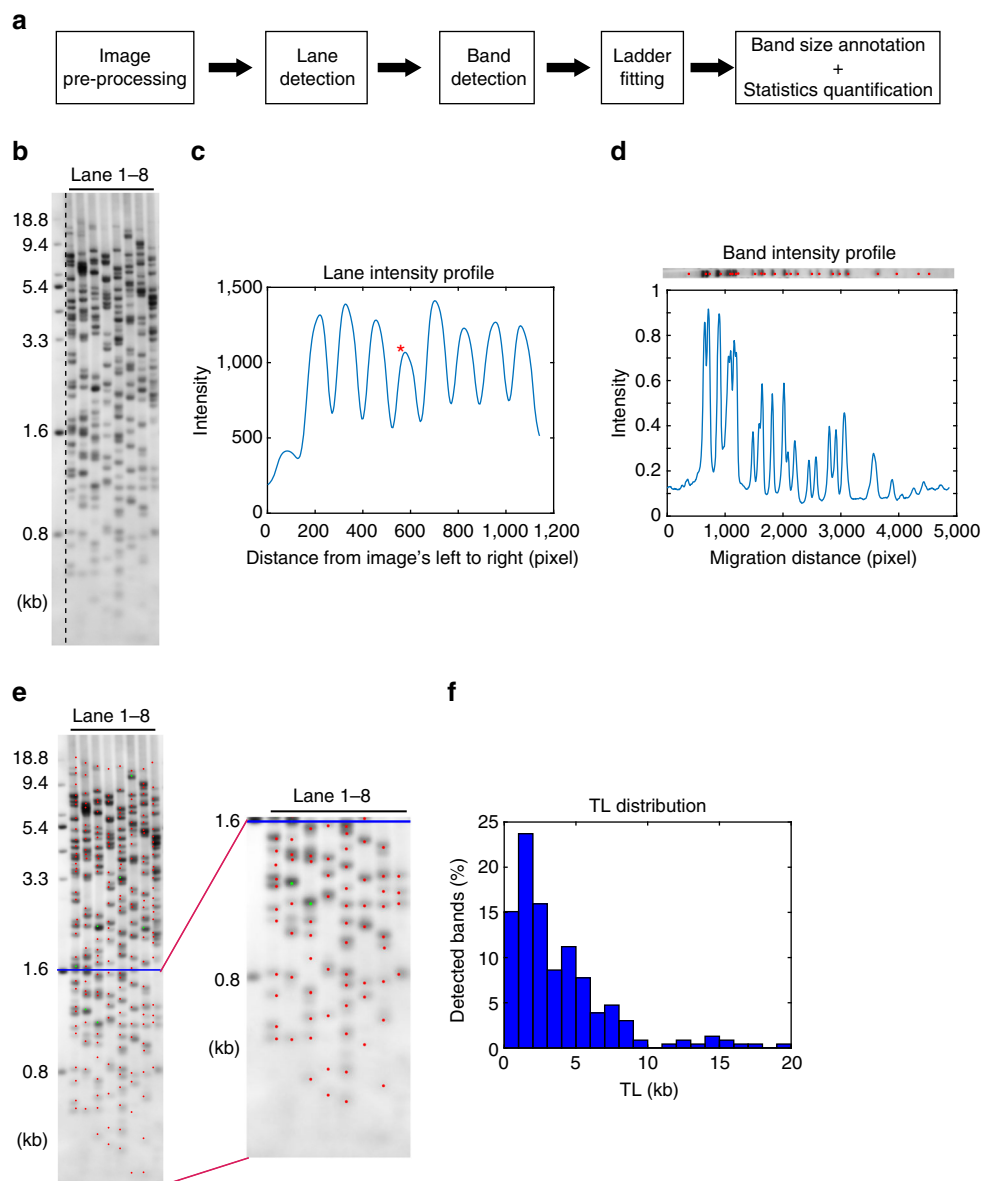 a
Image
pre-processing
Lane
detection
Band
detection
Ladder
fitting
Band size annotation
+
Statistics quantification
b
Lane 1–8
18.8
9.4
5.4
3.3
1.6
0.8
(kb)
c
Lane intensity profile
1,500
1,000
500
0
Intensity
*
0 200 400 600 800 1,000 1,200
Distance from image's left to right (pixel)
d
Band intensity profile
1
0.8
0.6
0.4
0.2
1
Intensity
0 1,000 2,000 3,000 4,000 5,000
Migration distance (pixel)
e
Lane 1–8
18.8
9.4
5.4
3.3
1.6
0.8
(kb)
Lane 1–8
1.6
0.8
(kb)
f
TL distribution
25
20
15
10
5
0
Detected bands (%)
0 5 10 15 20
TL (kb)